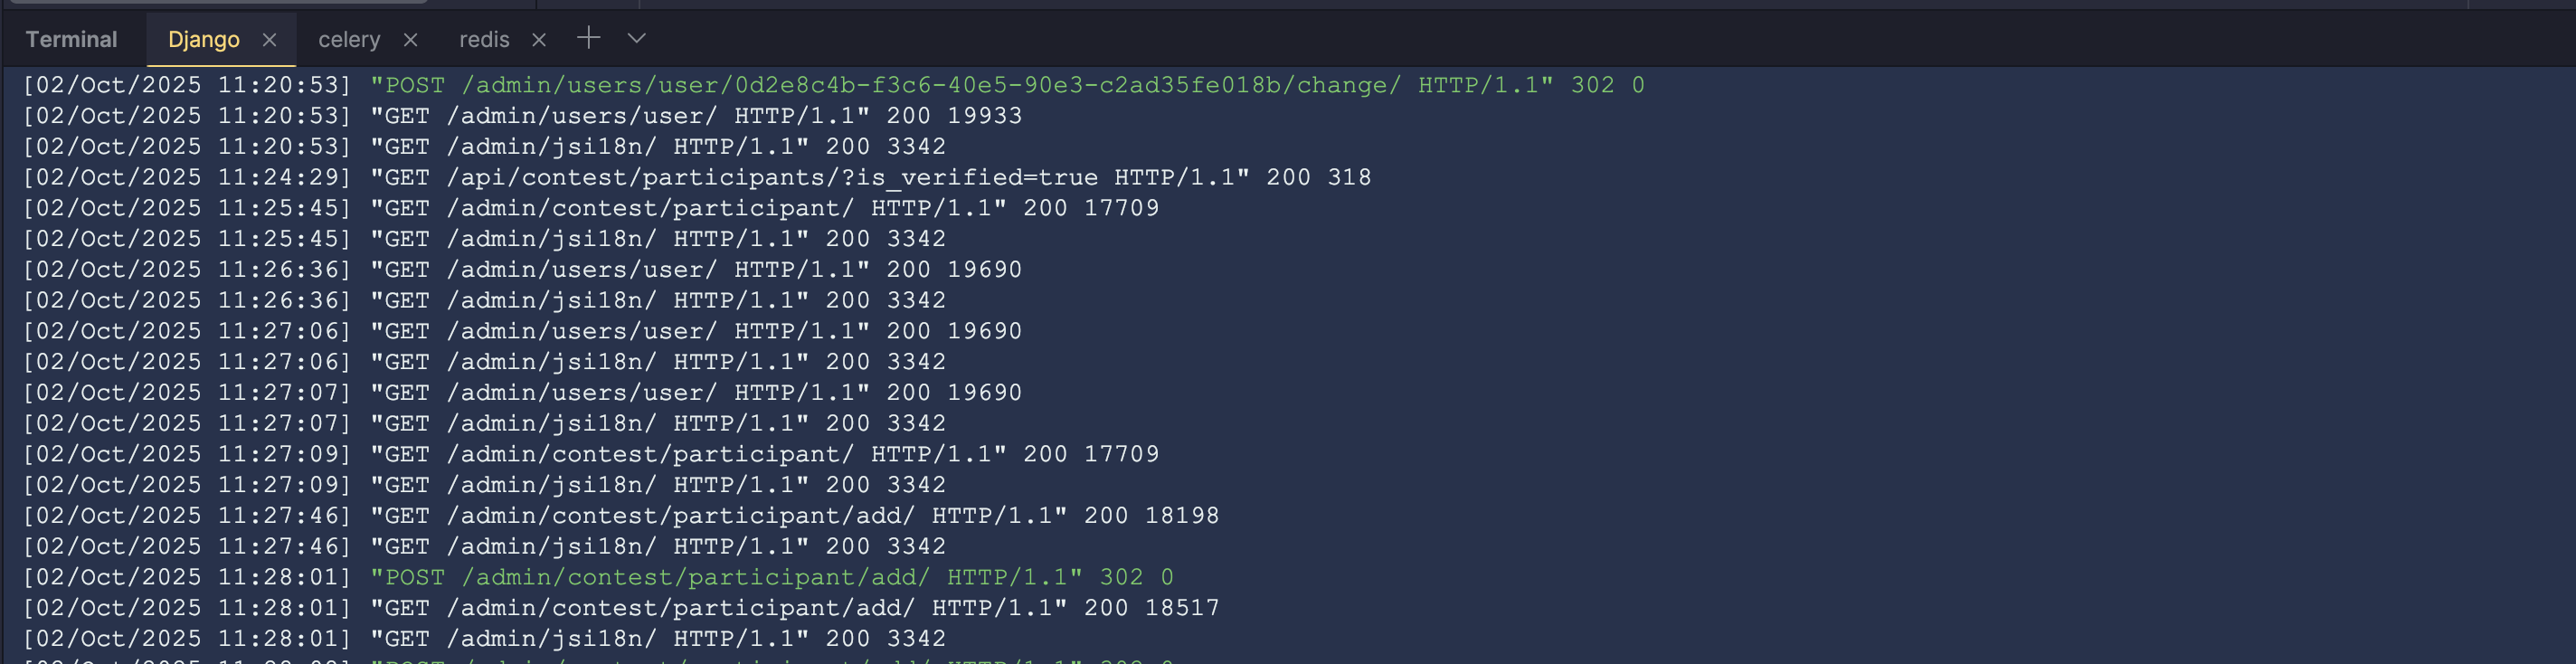 Terminal Django celery redis
[02/Oct/2025 11:20:53] "POST /admin/users/user/0d2e8c4b-f3c6-40e5-90e3-c2ad35fe018b/change/ HTTP/1.1" 302 0
[02/Oct/2025 11:20:53] "GET /admin/users/user/ HTTP/1.1" 200 19933
[02/Oct/2025 11:20:53] "GET /admin/jsi18n/ HTTP/1.1" 200 3342
[02/Oct/2025 11:24:29] "GET /api/contest/participants/?is_verified=true HTTP/1.1" 200 318
[02/Oct/2025 11:25:45] "GET /admin/contest/participant/ HTTP/1.1" 200 17709
[02/Oct/2025 11:25:45] "GET /admin/jsi18n/ HTTP/1.1" 200 3342
[02/Oct/2025 11:26:36] "GET /admin/users/user/ HTTP/1.1" 200 19690
[02/Oct/2025 11:26:36] "GET /admin/jsi18n/ HTTP/1.1" 200 3342
[02/Oct/2025 11:27:06] "GET /admin/users/user/ HTTP/1.1" 200 19690
[02/Oct/2025 11:27:06] "GET /admin/jsi18n/ HTTP/1.1" 200 3342
[02/Oct/2025 11:27:07] "GET /admin/users/user/ HTTP/1.1" 200 19690
[02/Oct/2025 11:27:07] "GET /admin/jsi18n/ HTTP/1.1" 200 3342
[02/Oct/2025 11:27:09] "GET /admin/contest/participant/ HTTP/1.1" 200 17709
[02/Oct/2025 11:27:09] "GET /admin/jsi18n/ HTTP/1.1" 200 3342
[02/Oct/2025 11:27:46] "GET /admin/contest/participant/add/ HTTP/1.1" 200 18198
[02/Oct/2025 11:27:46] "GET /admin/jsi18n/ HTTP/1.1" 200 3342
[02/Oct/2025 11:28:01] "POST /admin/contest/participant/add/ HTTP/1.1" 302 0
[02/Oct/2025 11:28:01] "GET /admin/contest/participant/add/ HTTP/1.1" 200 18517
[02/Oct/2025 11:28:01] "GET /admin/jsi18n/ HTTP/1.1" 200 3342